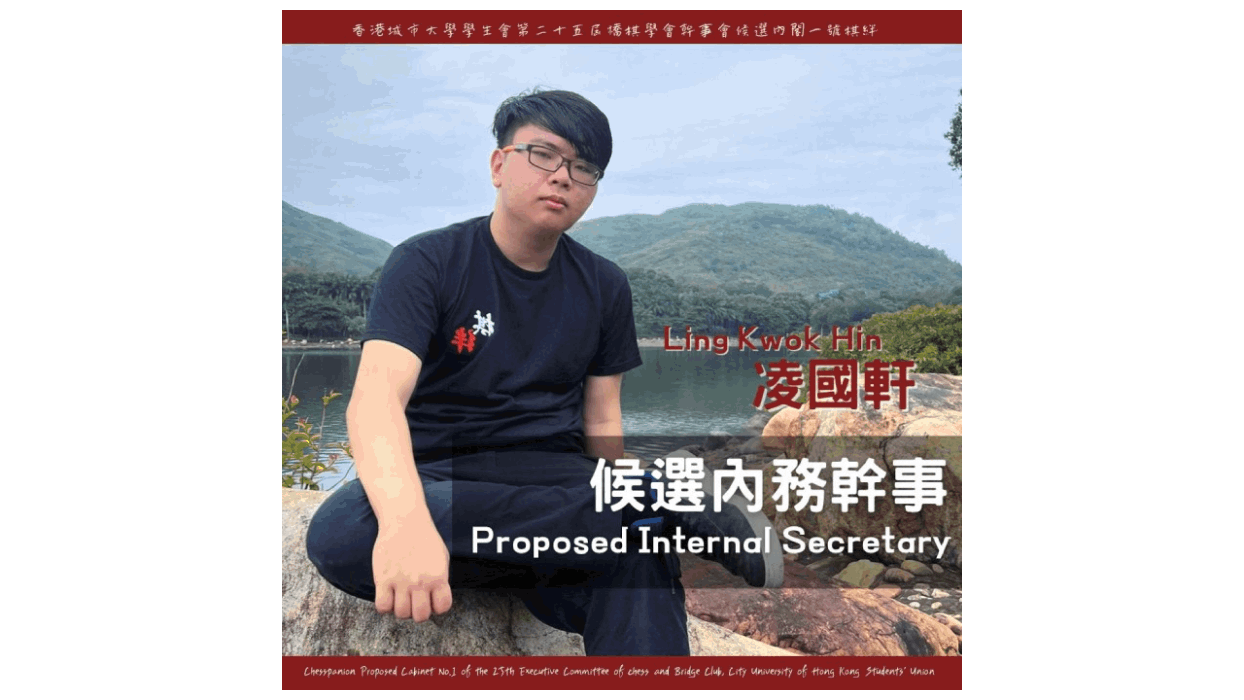 香港城市大學學生會第二十五屆橋棋學會幹事會候選內閣一號棋絆
棋
絆
Ling Kwok Hin
凌國軒
候選內務幹事
Proposed Internal Secretary
Chesspanion Proposed Cabinet No.1 of the 25th Executive Committee of chess and Bridge Club, City University of Hong Kong Students' Union